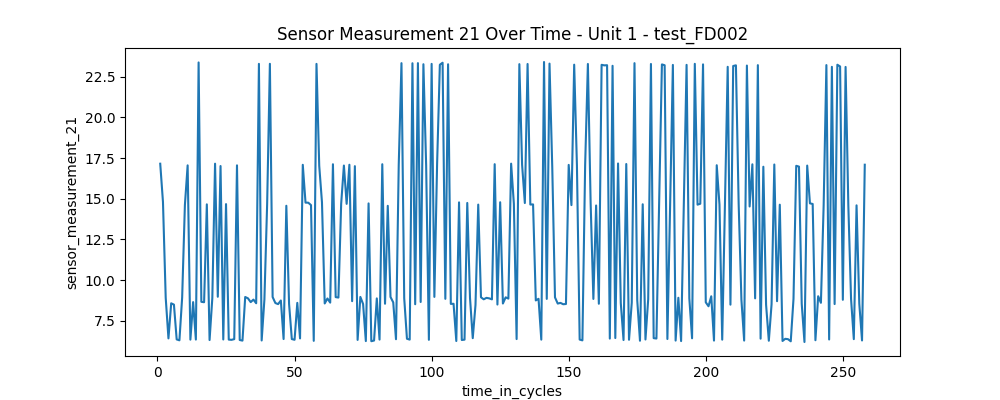 Sensor Measurement 21 Over Time - Unit 1 - test_FD002
sensor_measurement_21
22.5
20.0
17.5
15.0
12.5
10.0
7.5
0 50 100 150 200 250
time_in_cycles